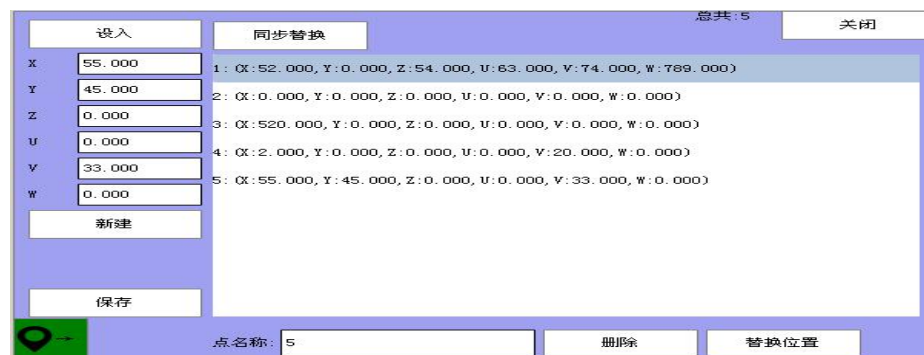 总共:5
设入
同步替换
关闭
X 55.000
Y 45.000
Z 0.000
U 0.000
V 33.000
W 0.000
1: (X:52.000,Y:0.000,Z:54.000,U:63.000,V:74.000,W:789.000)
2: (X:0.000,Y:0.000,Z:0.000,U:0.000,V:0.000,W:0.000)
3: (X:520.000,Y:0.000,Z:0.000,U:0.000,V:0.000,W:0.000)
4: (X:2.000,Y:0.000,Z:0.000,U:0.000,V:20.000,W:0.000)
5: (X:55.000,Y:45.000,Z:0.000,U:0.000,V:33.000,W:0.000)
新建
保存
点名称: 5
删除
替换位置